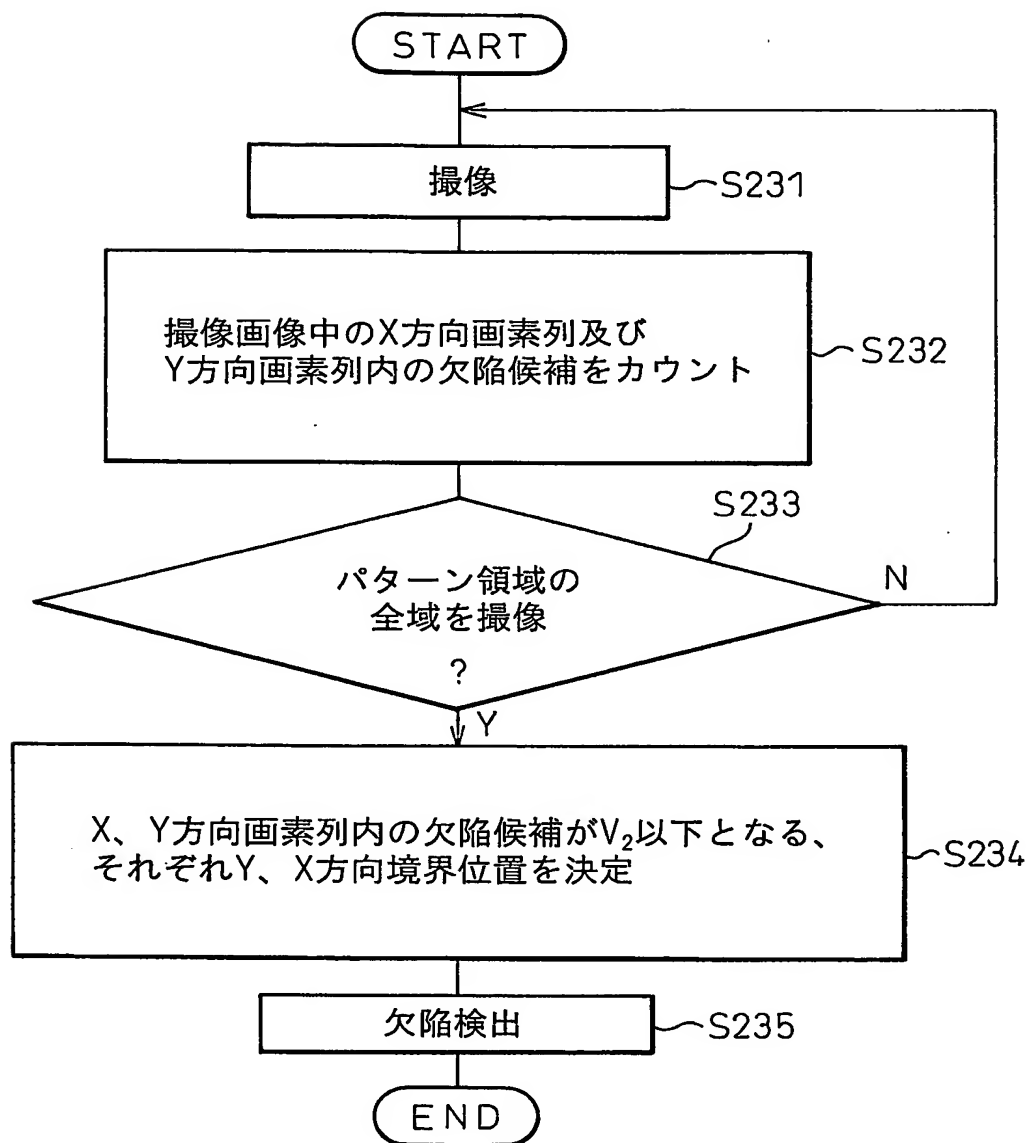 START
撮像
S231
撮像画像中のX方向画素列及び
Y方向画素列内の欠陥候補をカウント
S232
S233
パターン領域の
全域を撮像
?
N
Y
X、Y方向画素列内の欠陥候補がV₂以下となる、
それぞれY、X方向境界位置を決定
S234
欠陥検出
S235
END